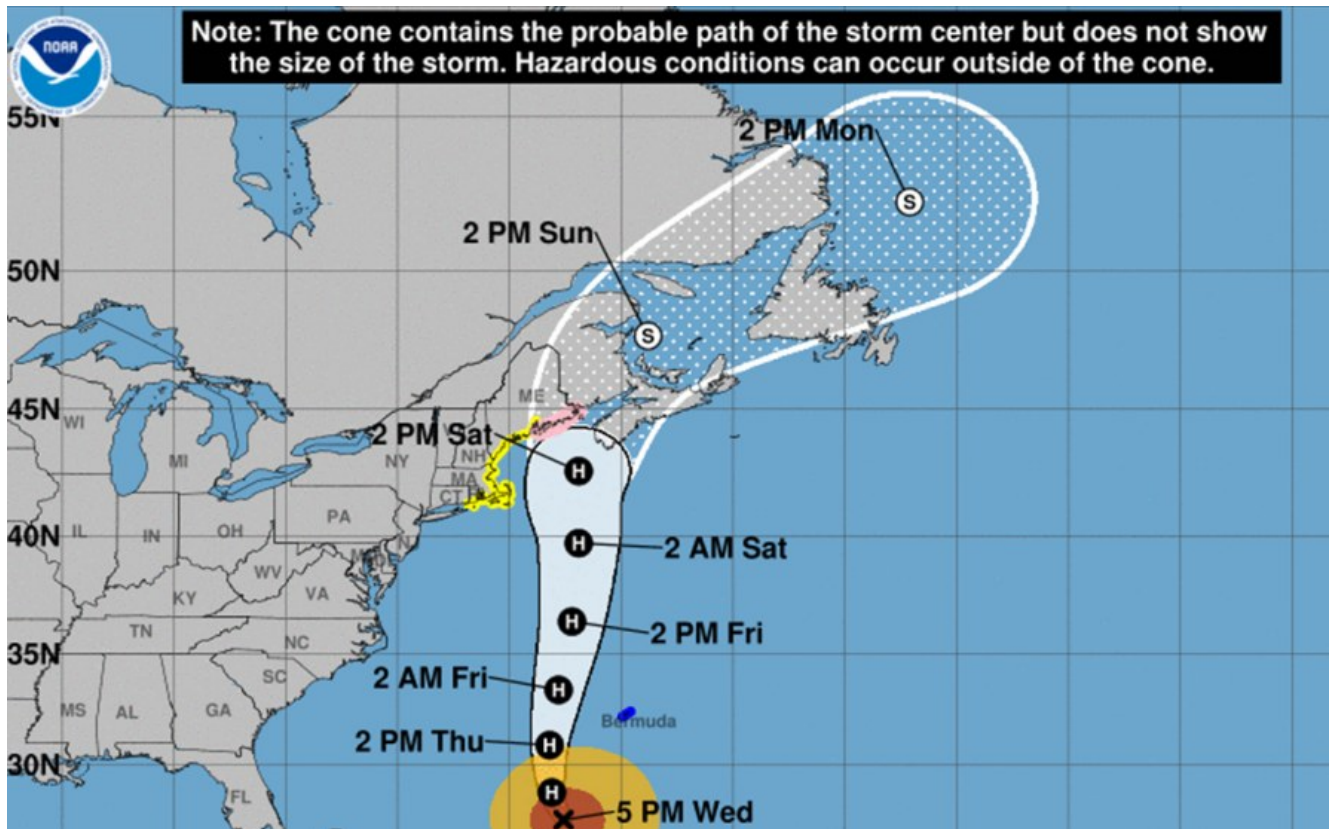 Note: The cone contains the probable path of the storm center but does not show
the size of the storm. Hazardous conditions can occur outside of the cone.
NOAA
55N
2 PM Mon
2 PM Sun
S
50N
S
ME
45N
WI
2 PM Sat
MI
NY
NH
H
MA
CT
PA
40N
IL
IN
OH
H
2 AM Sat
WV
KY
VA
H
2 PM Fri
TN
NC
35N
SC
2 AM Fri
H
MS
AL
GA
Bermuda
2 PM Thu
H
30N
FL
H
5 PM Wed